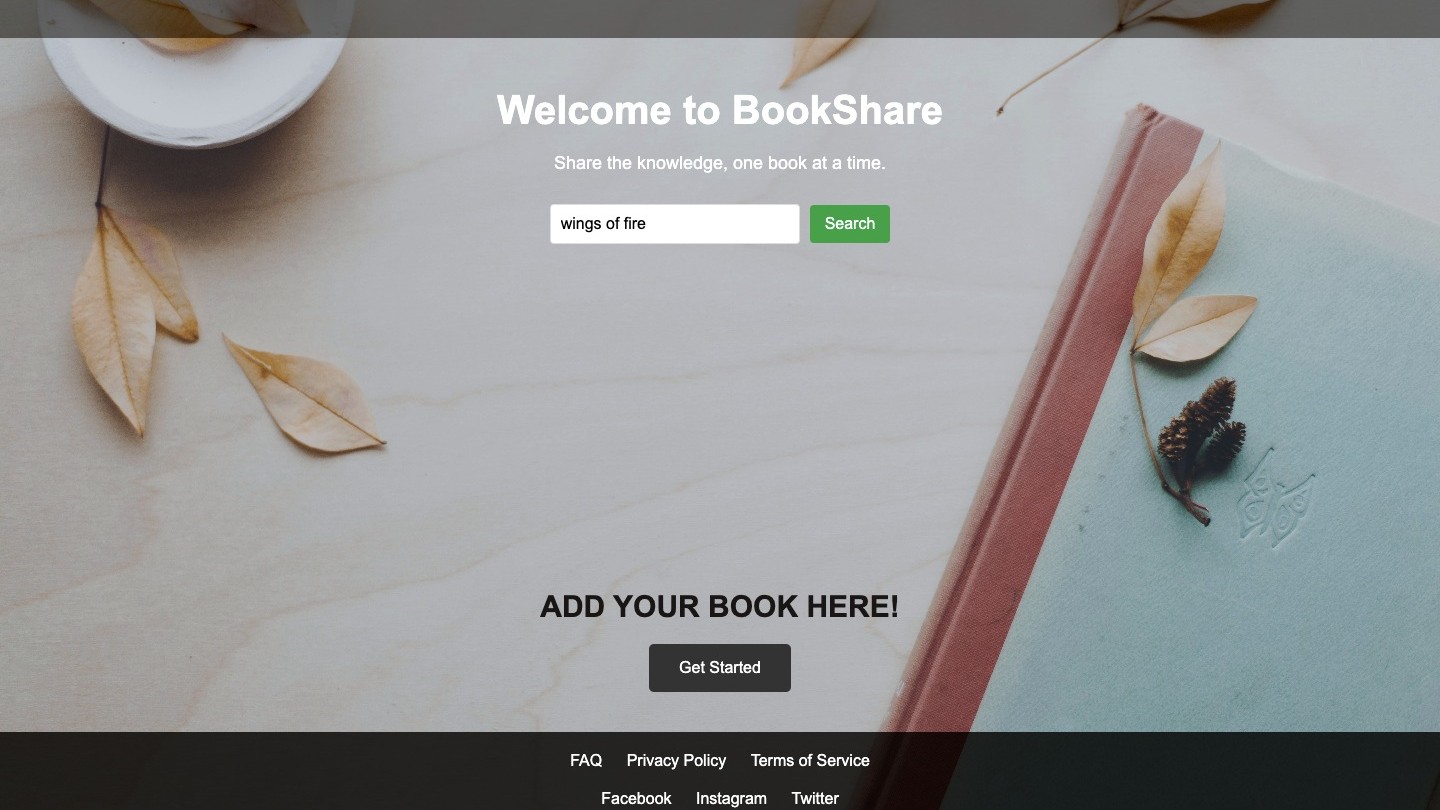 Welcome to BookShare
Share the knowledge, one book at a time.
wings of fire Search
ADD YOUR BOOK HERE!
Get Started
FAQ Privacy Policy Terms of Service
Facebook Instagram Twitter